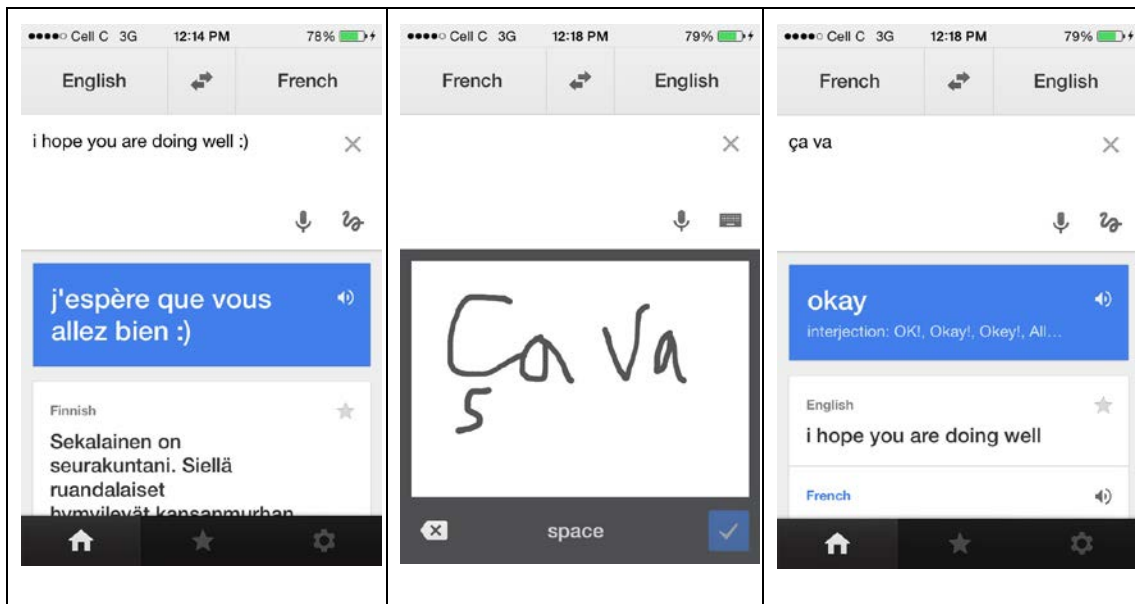 Cell C 3G 12:14 PM 78%
English French
i hope you are doing well :)
j'espère que vous
allez bien :)
Finnish
Sekalainen on
seurakuntani. Siellä
ruandalaiset
hymyilevät kansanmurhan
Cell C 3G 12:18 PM 79%
French English
Ça va
space
Cell C 3G 12:18 PM 79%
French English
ça va
okay
interjection: OK!, Okay!, Okey!, All...
English
i hope you are doing well
French